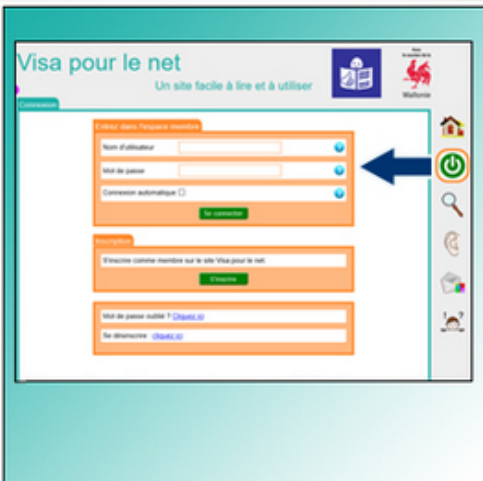 Visa pour le net
Un site facile à lire et à utiliser
Wallonie
Connexion
Entrez dans l'espace membre
Nom d'utilisateur
Mot de passe
Connexion automatique
Se connecter
Inscription
S'inscrire comme membre sur le site Visa pour le net.
S'inscrire
Mot de passe oublié ? Cliquez ici
Se désinscrire : cliquez ici
! ?